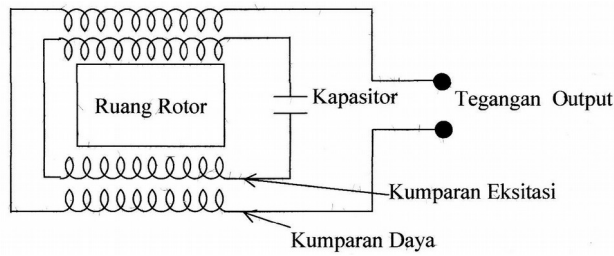 Ruang Rotor
Kapasitor
Tegangan Output
Kumparan Eksitasi
Kumparan Daya